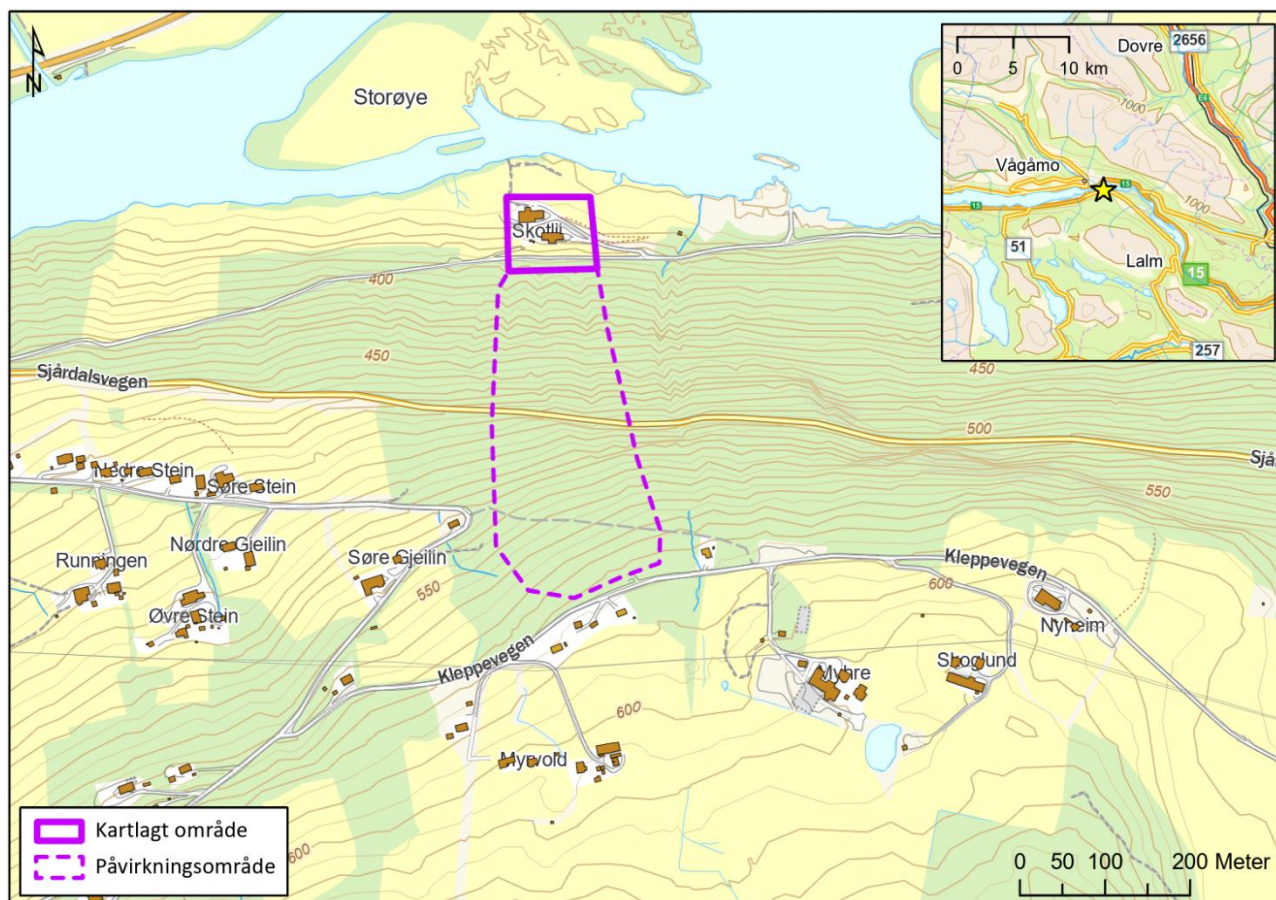 N
Storøye
Skotlii
400
450
Sjårdalsvegen
450
500
550
Nedre Stein
Søre Stein
Nørdre Gjeilin
Runningen
Søre Gjeilin
550
Øvre Stein
Kleppevegen
Kleppevegen
600
Nyheim
Skoglund
Myhre
600
Myrvold
600
0 5 10 km
Dovre
2656
E6
1000
Vågåmo
15
15
1000
51
Lalm
15
257
Kartlagt område
Påvirkningsområde
0 50 100 200 Meter